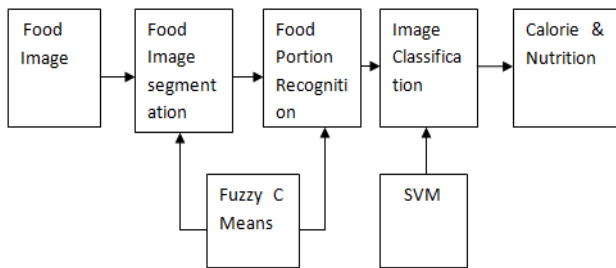 Food
Image
Food
Image
segment
ation
Food
Portion
Recogniti
on
Image
Classifica
tion
Calorie &
Nutrition
Fuzzy C
Means
SVM